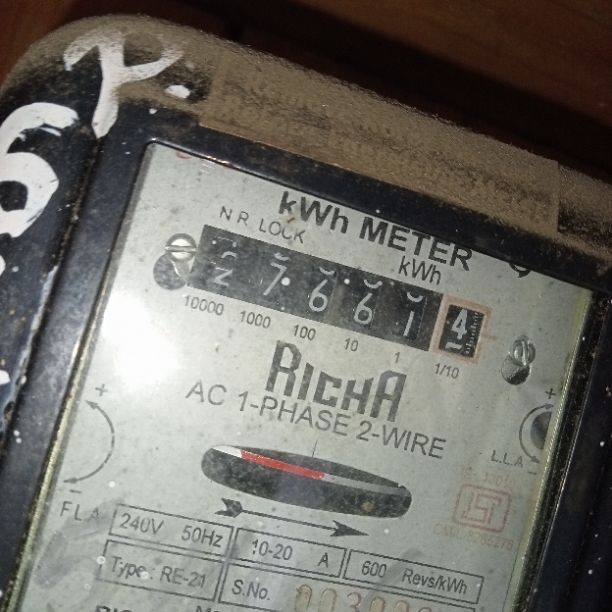 kWh METER
N R LOCK
kWh
2 7 6 6 1 4
10000 1000 100 10 1 1/10
RICHA
AC 1-PHASE 2-WIRE
+ +
L.L.A -
- F L A
240V 50Hz 10-20 A 600 Revs/kWh
Type. RE-21 S.No.